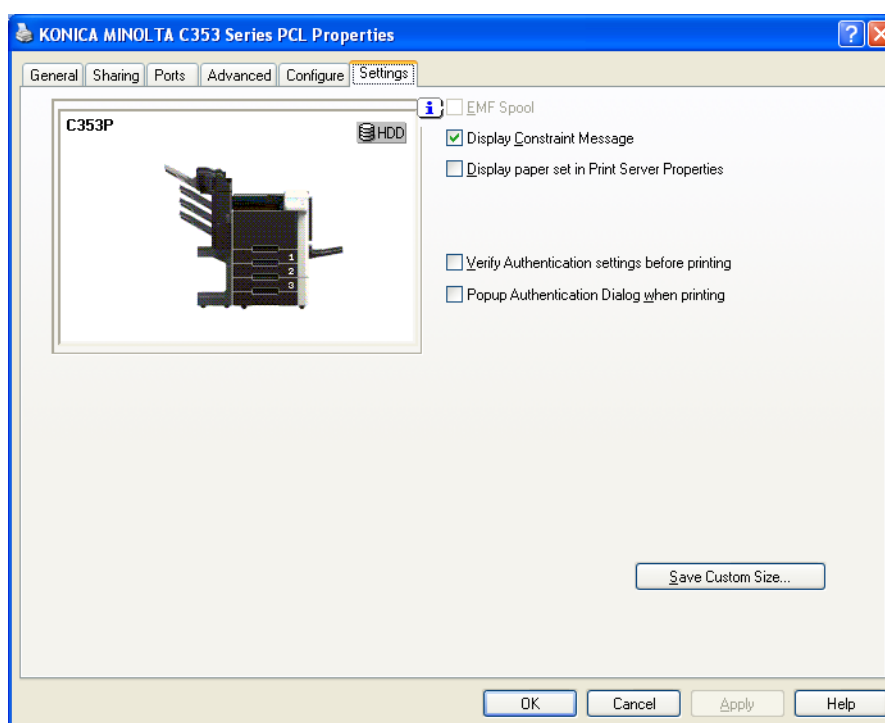 KONICA MINOLTA C353 Series PCL Properties
General Sharing Ports Advanced Configure Settings
C353P
HDD
1
2
3
EMF Spool
Display Constraint Message
Display paper set in Print Server Properties
Verify Authentication settings before printing
Popup Authentication Dialog when printing
Save Custom Size...
OK Cancel Apply Help